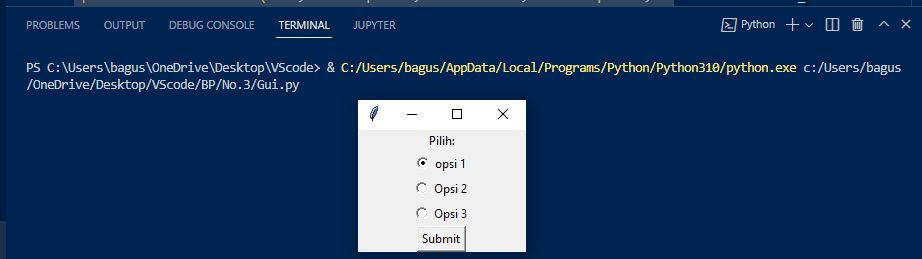 PROBLEMS OUTPUT DEBUG CONSOLE TERMINAL JUPYTER Python
PS C:\Users\bagus\OneDrive\Desktop\VScode> & C:/Users/bagus/AppData/Local/Programs/Python/Python310/python.exe c:/Users/bagus
/OneDrive/Desktop/VScode/BP/No.3/Gui.py
Pilih:
opsi 1
Opsi 2
Opsi 3
Submit